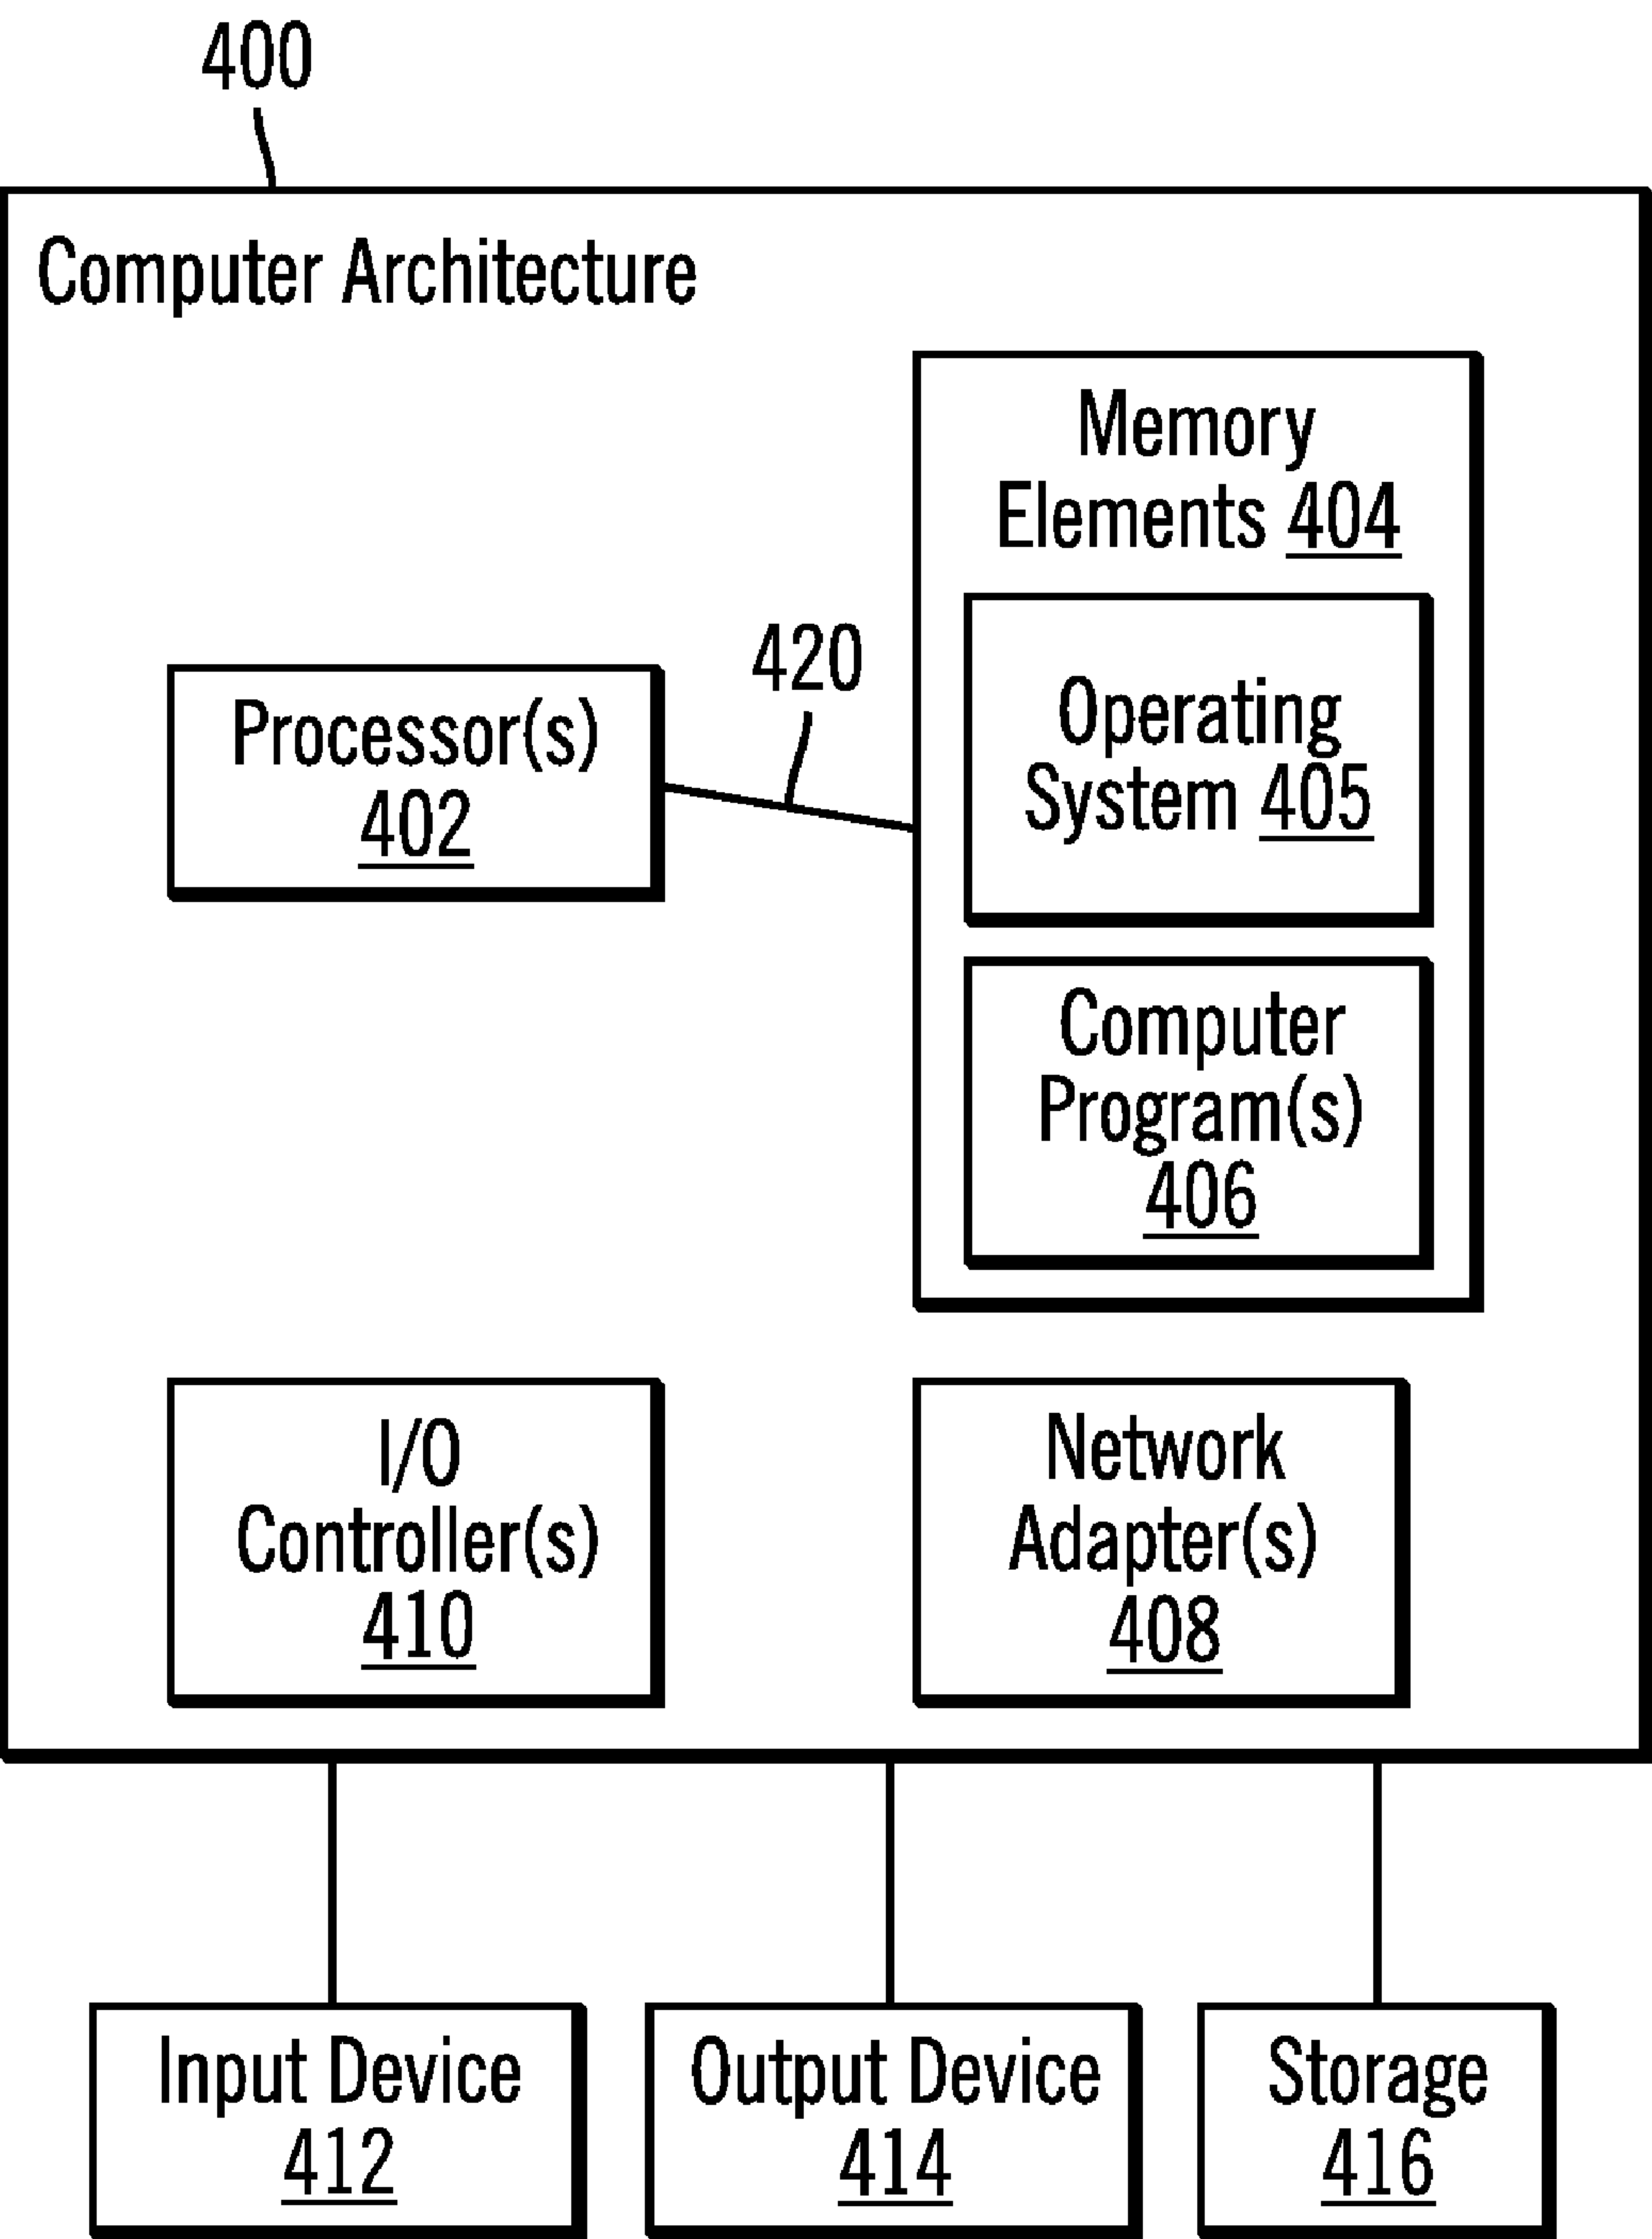 400
Computer Architecture
Memory
Elements 404
420
Operating
System 405
Processor(s)
402
Computer
Program(s)
406
I/O
Controller(s)
410
Network
Adapter(s)
408
Input Device
412
Output Device
414
Storage
416